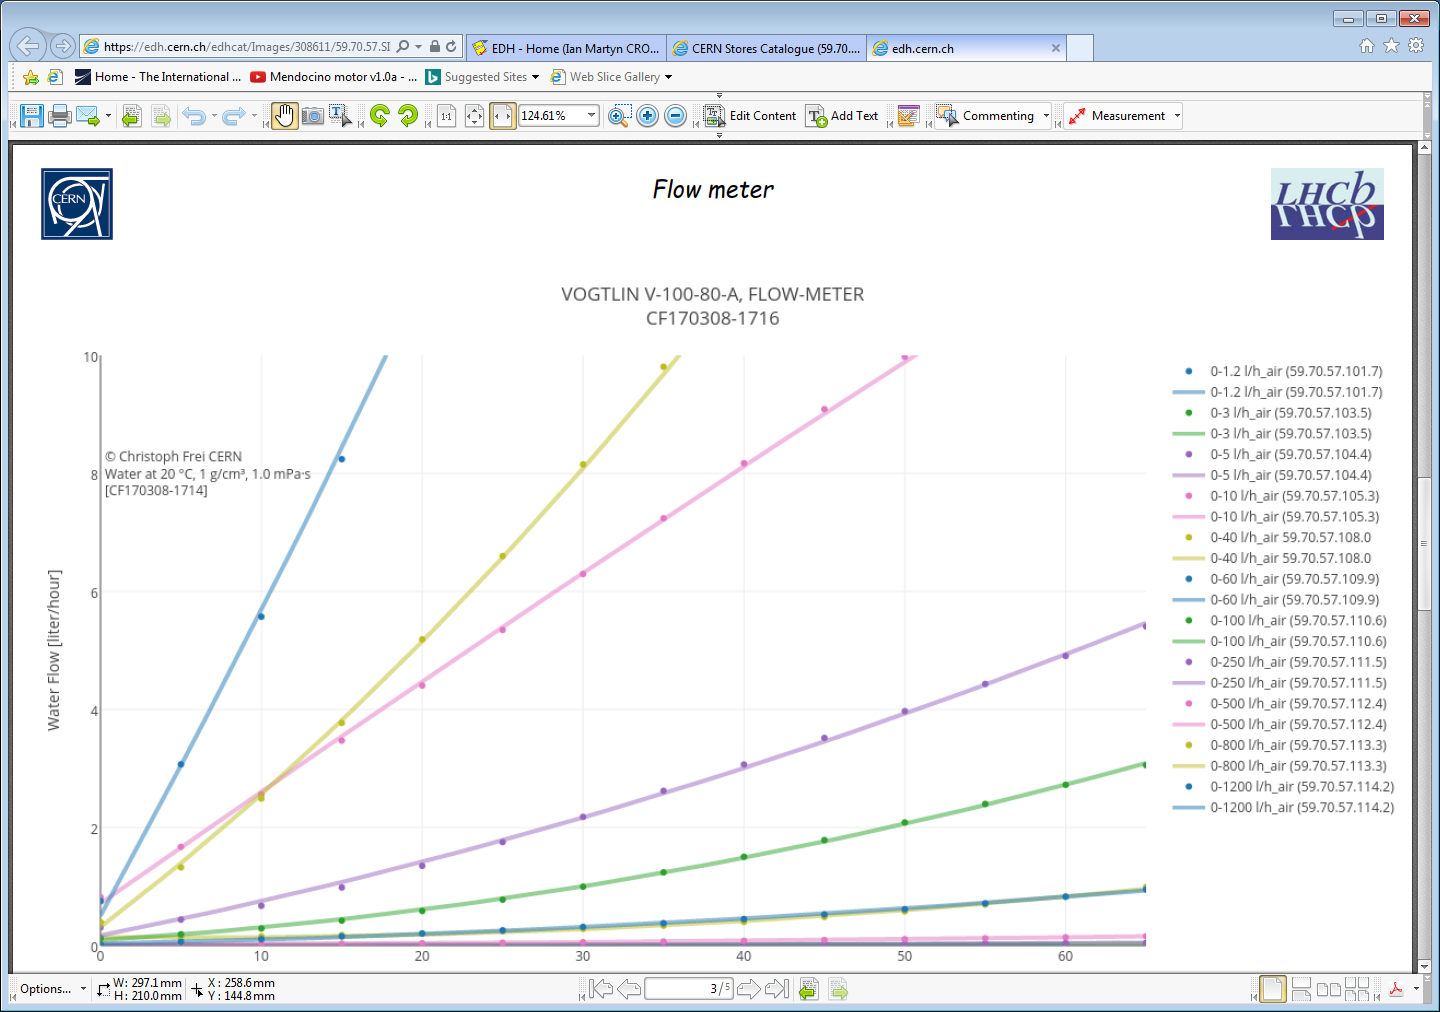 https://edh.cern.ch/edhcat/Images/308611/59.70.57.SI
EDH - Home (Ian Martyn CRO...
CERN Stores Catalogue (59.70....
edh.cern.ch
Home - The International ...
Mendocino motor v1.0a - ...
Suggested Sites
Web Slice Gallery
1:1
124.61%
Edit Content
Add Text
Commenting
Measurement
CERN
Flow meter
LHCb
VOGTLIN V-100-80-A, FLOW-METER
CF170308-1716
© Christoph Frei CERN
Water at 20 °C, 1 g/cm³, 1.0 mPa·s
[CF170308-1714]
Water Flow [liter/hour]
10
8
6
4
2
0
0 10 20 30 40 50 60
0-1.2 l/h_air (59.70.57.101.7)
0-1.2 l/h_air (59.70.57.101.7)
0-3 l/h_air (59.70.57.103.5)
0-3 l/h_air (59.70.57.103.5)
0-5 l/h_air (59.70.57.104.4)
0-5 l/h_air (59.70.57.104.4)
0-10 l/h_air (59.70.57.105.3)
0-10 l/h_air (59.70.57.105.3)
0-40 l/h_air 59.70.57.108.0
0-40 l/h_air 59.70.57.108.0
0-60 l/h_air (59.70.57.109.9)
0-60 l/h_air (59.70.57.109.9)
0-100 l/h_air (59.70.57.110.6)
0-100 l/h_air (59.70.57.110.6)
0-250 l/h_air (59.70.57.111.5)
0-250 l/h_air (59.70.57.111.5)
0-500 l/h_air (59.70.57.112.4)
0-500 l/h_air (59.70.57.112.4)
0-800 l/h_air (59.70.57.113.3)
0-800 l/h_air (59.70.57.113.3)
0-1200 l/h_air (59.70.57.114.2)
0-1200 l/h_air (59.70.57.114.2)
Options...
W: 297.1 mm
H: 210.0 mm
X : 258.6 mm
Y : 144.8 mm
3/5